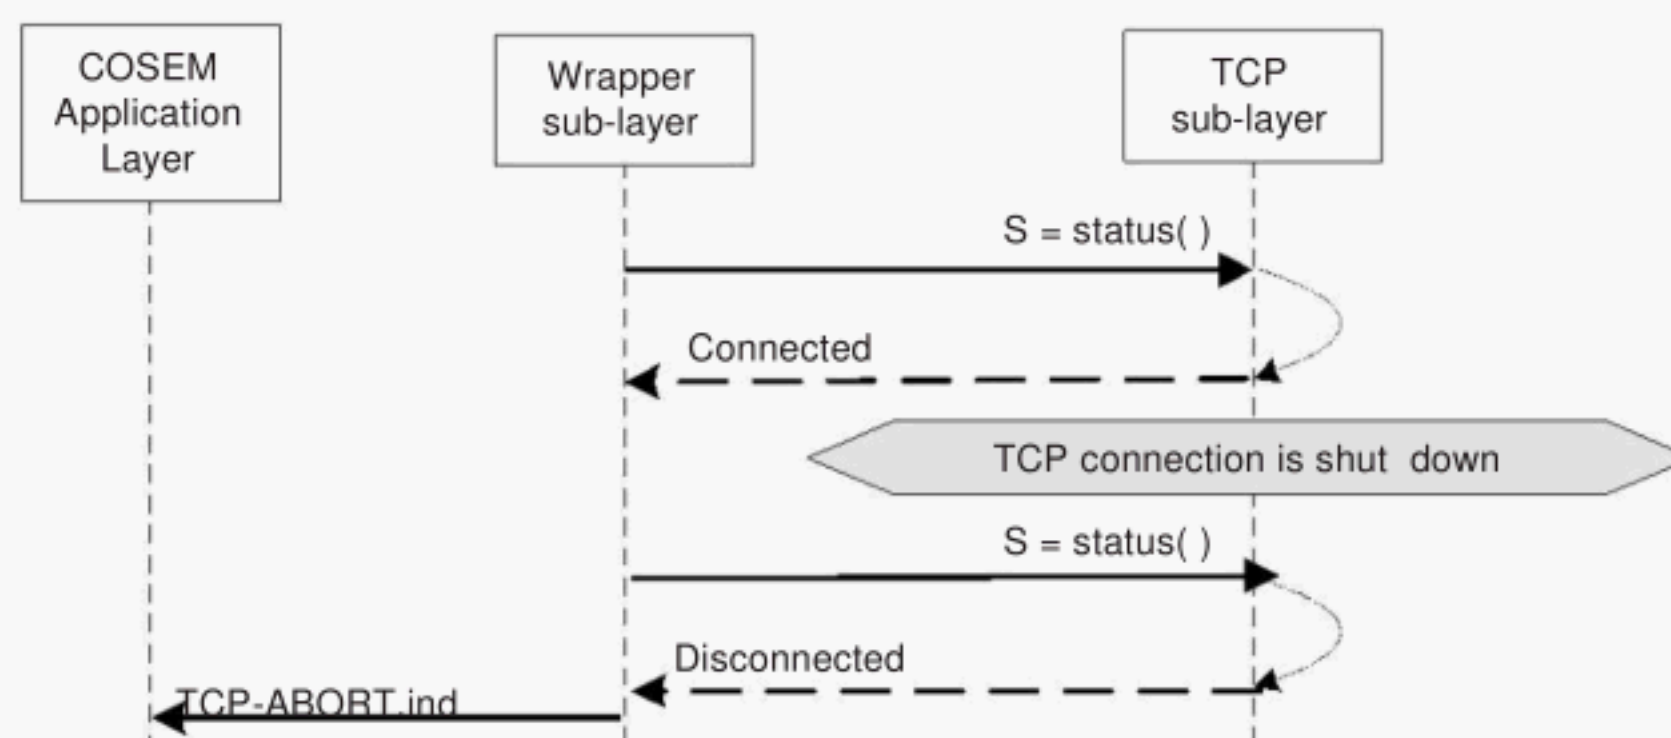 COSEM
Application
Layer
Wrapper
sub-layer
TCP
sub-layer
S = status( )
Connected
TCP connection is shut down
S = status( )
Disconnected
TCP-ABORT.ind